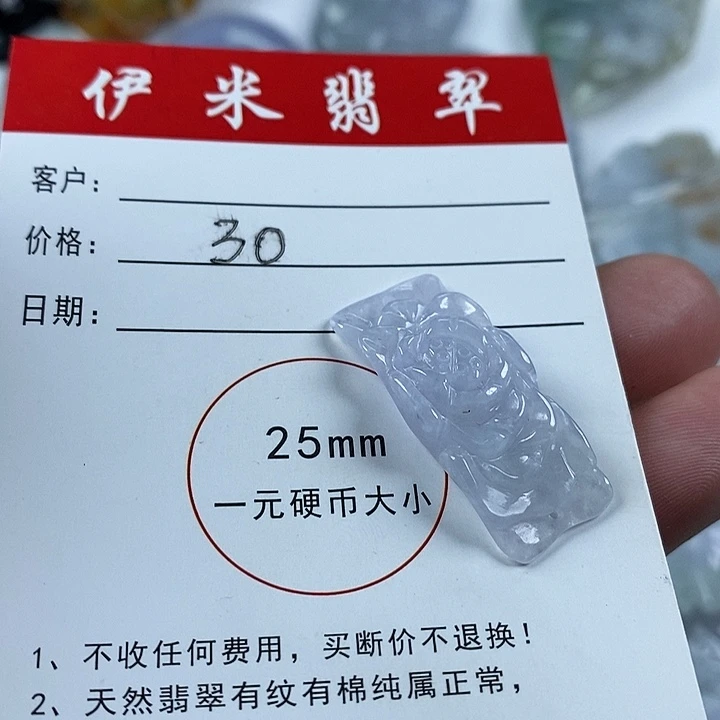 伊米翡翠
客户：
价格：30
日期：
25mm
一元硬币大小
1、不收任何费用，买断价不退换！
2、天然翡翠有纹有棉纯属正常，